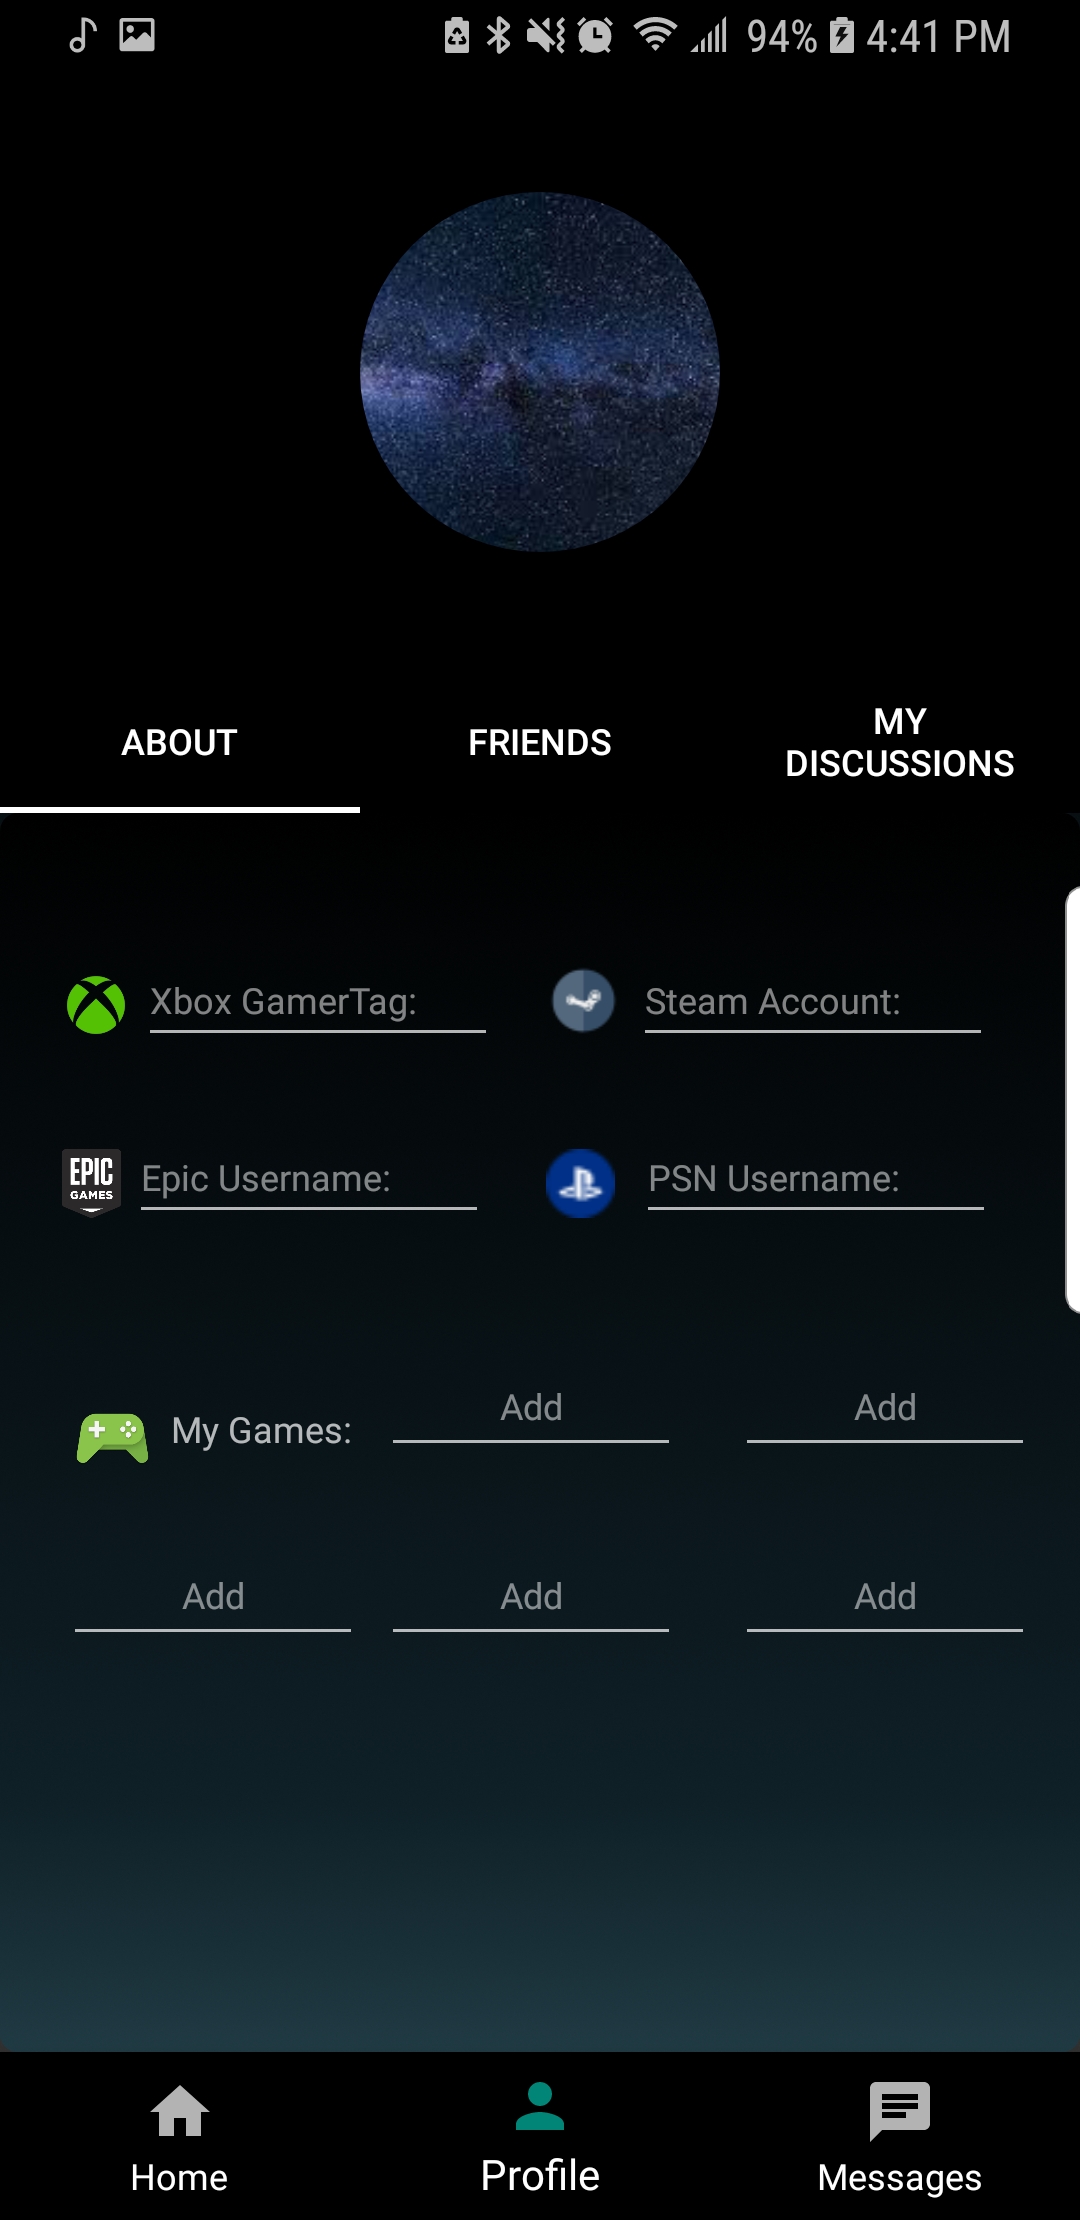 94% 4:41 PM
ABOUT
FRIENDS
MY
DISCUSSIONS
Xbox GamerTag:
Steam Account:
EPIC
GAMES
Epic Username:
PSN Username:
My Games:
Add
Add
Add
Add
Add
Home
Profile
Messages